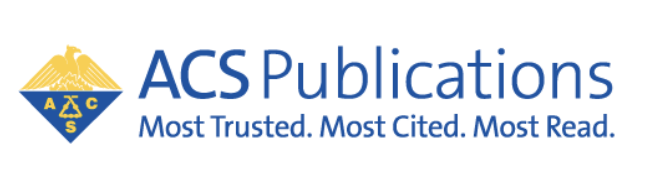 ACS Publications
Most Trusted. Most Cited. Most Read.
A C
S